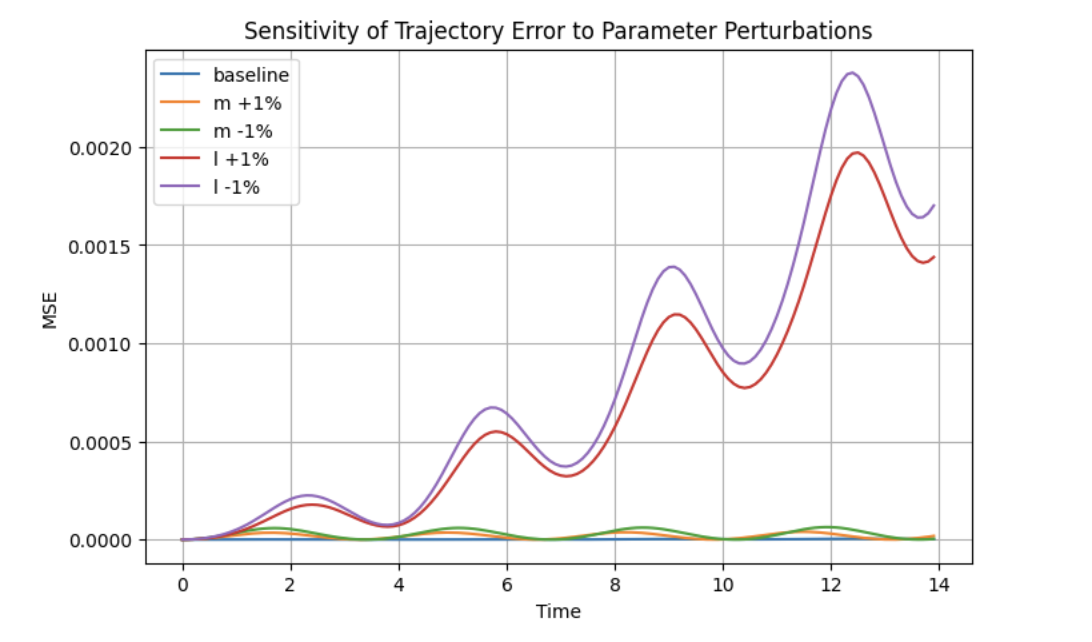 Sensitivity of Trajectory Error to Parameter Perturbations
baseline
m +1%
m -1%
l +1%
l -1%
0.0020
0.0015
0.0010
0.0005
0.0000
MSE
0 2 4 6 8 10 12 14
Time